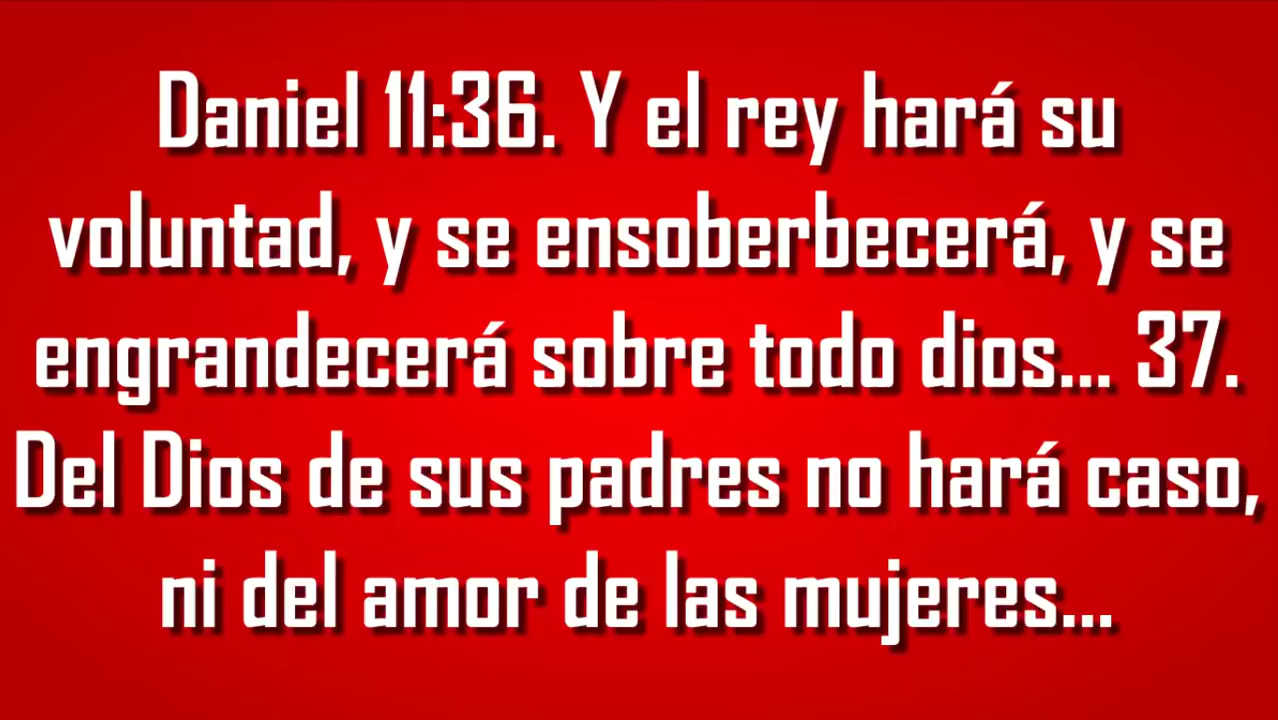 Daniel 11:36. Y el rey hará su
voluntad, y se ensoberbecerá, y se
engrandecerá sobre todo dios... 37.
Del Dios de sus padres no hará caso,
ni del amor de las mujeres...